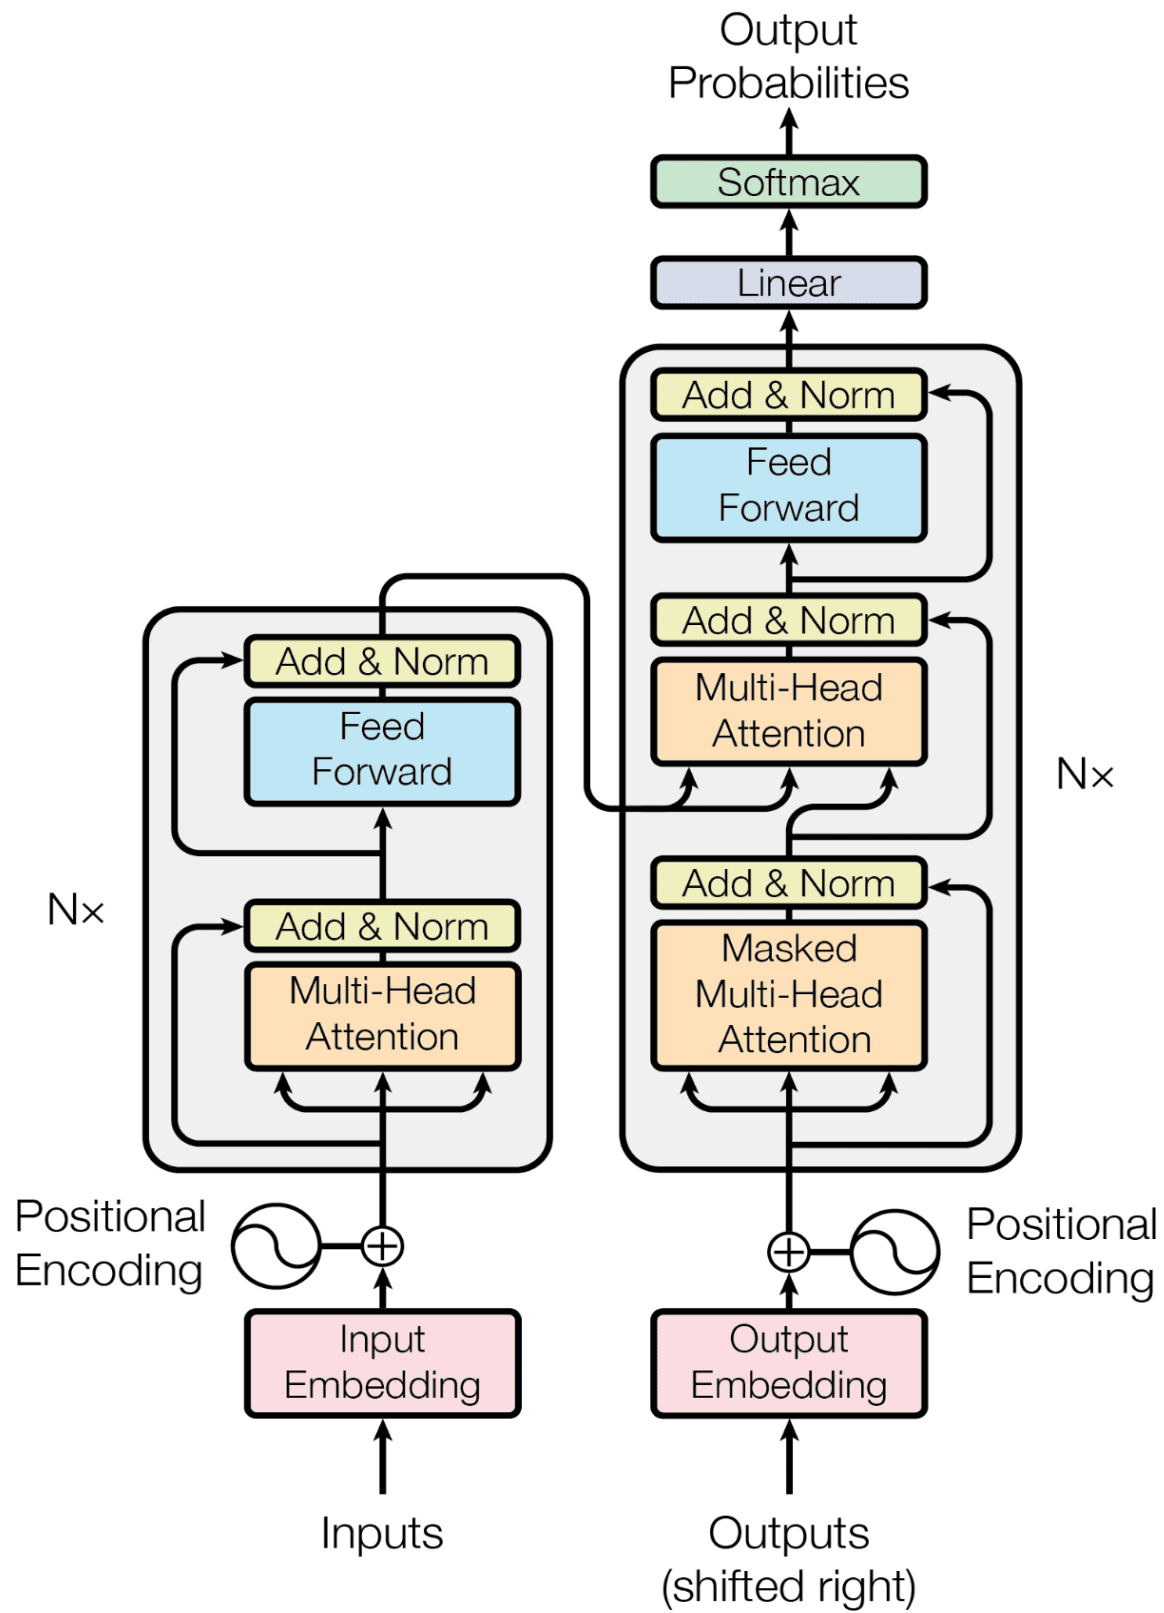 Output
Probabilities
Softmax
Linear
Add & Norm
Feed
Forward
Add & Norm
Multi-Head
Attention
N×
Add & Norm
Masked
Multi-Head
Attention
Add & Norm
Feed
Forward
N×
Add & Norm
Multi-Head
Attention
Positional
Encoding
Positional
Encoding
Input
Embedding
Output
Embedding
Inputs
Outputs
(shifted right)